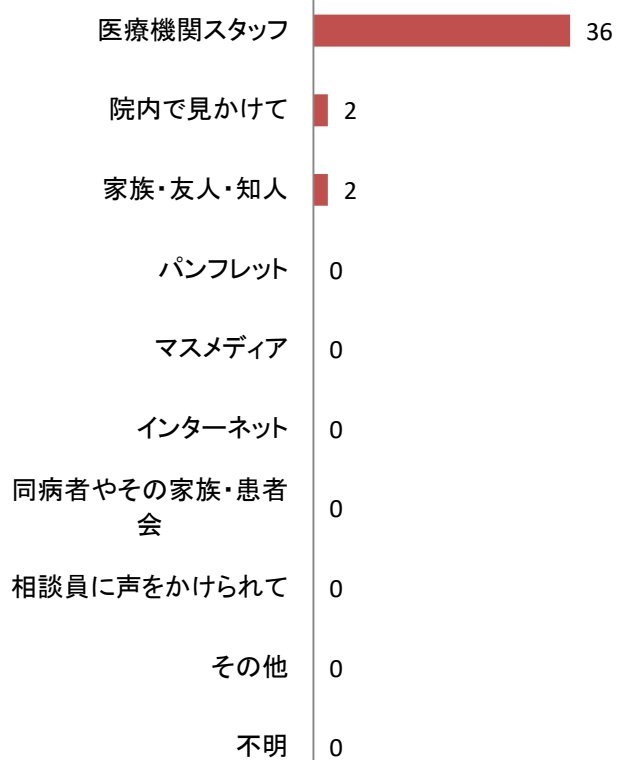 医療機関スタッフ 36
院内で見かけて 2
家族・友人・知人 2
パンフレット 0
マスメディア 0
インターネット 0
同病者やその家族・患者
会 0
相談員に声をかけられて 0
その他 0
不明 0